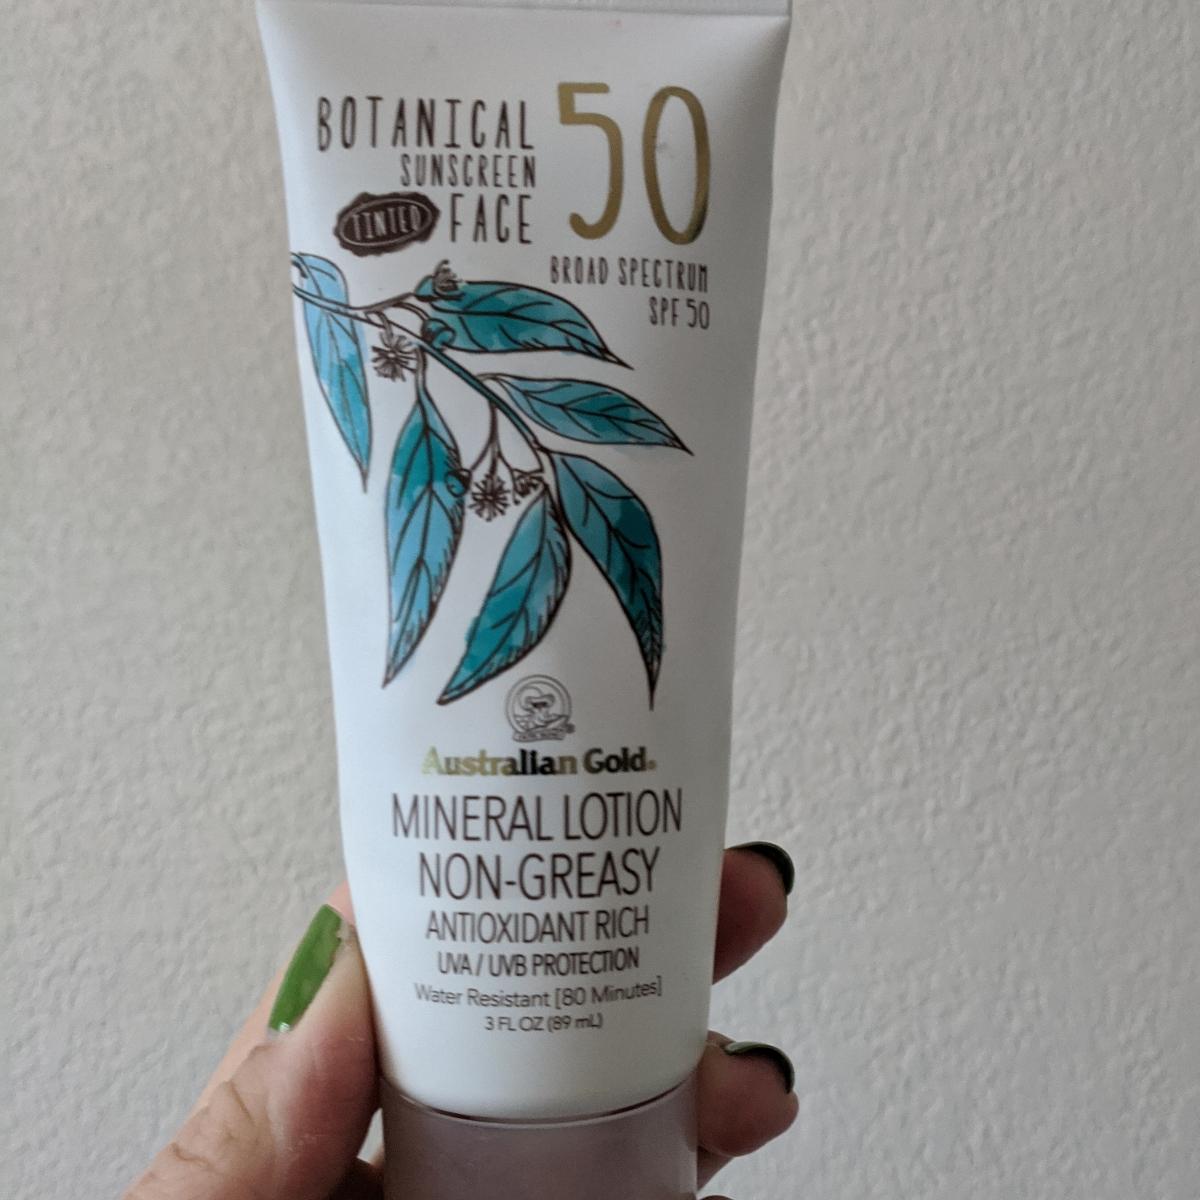 BOTANICAL
SUNSCREEN
TINTED FACE
50
BROAD SPECTRUM
SPF 50
Australian Gold®
MINERAL LOTION
NON-GREASY
ANTIOXIDANT RICH
UVA / UVB PROTECTION
Water Resistant [80 Minutes]
3 FL OZ (89 mL)